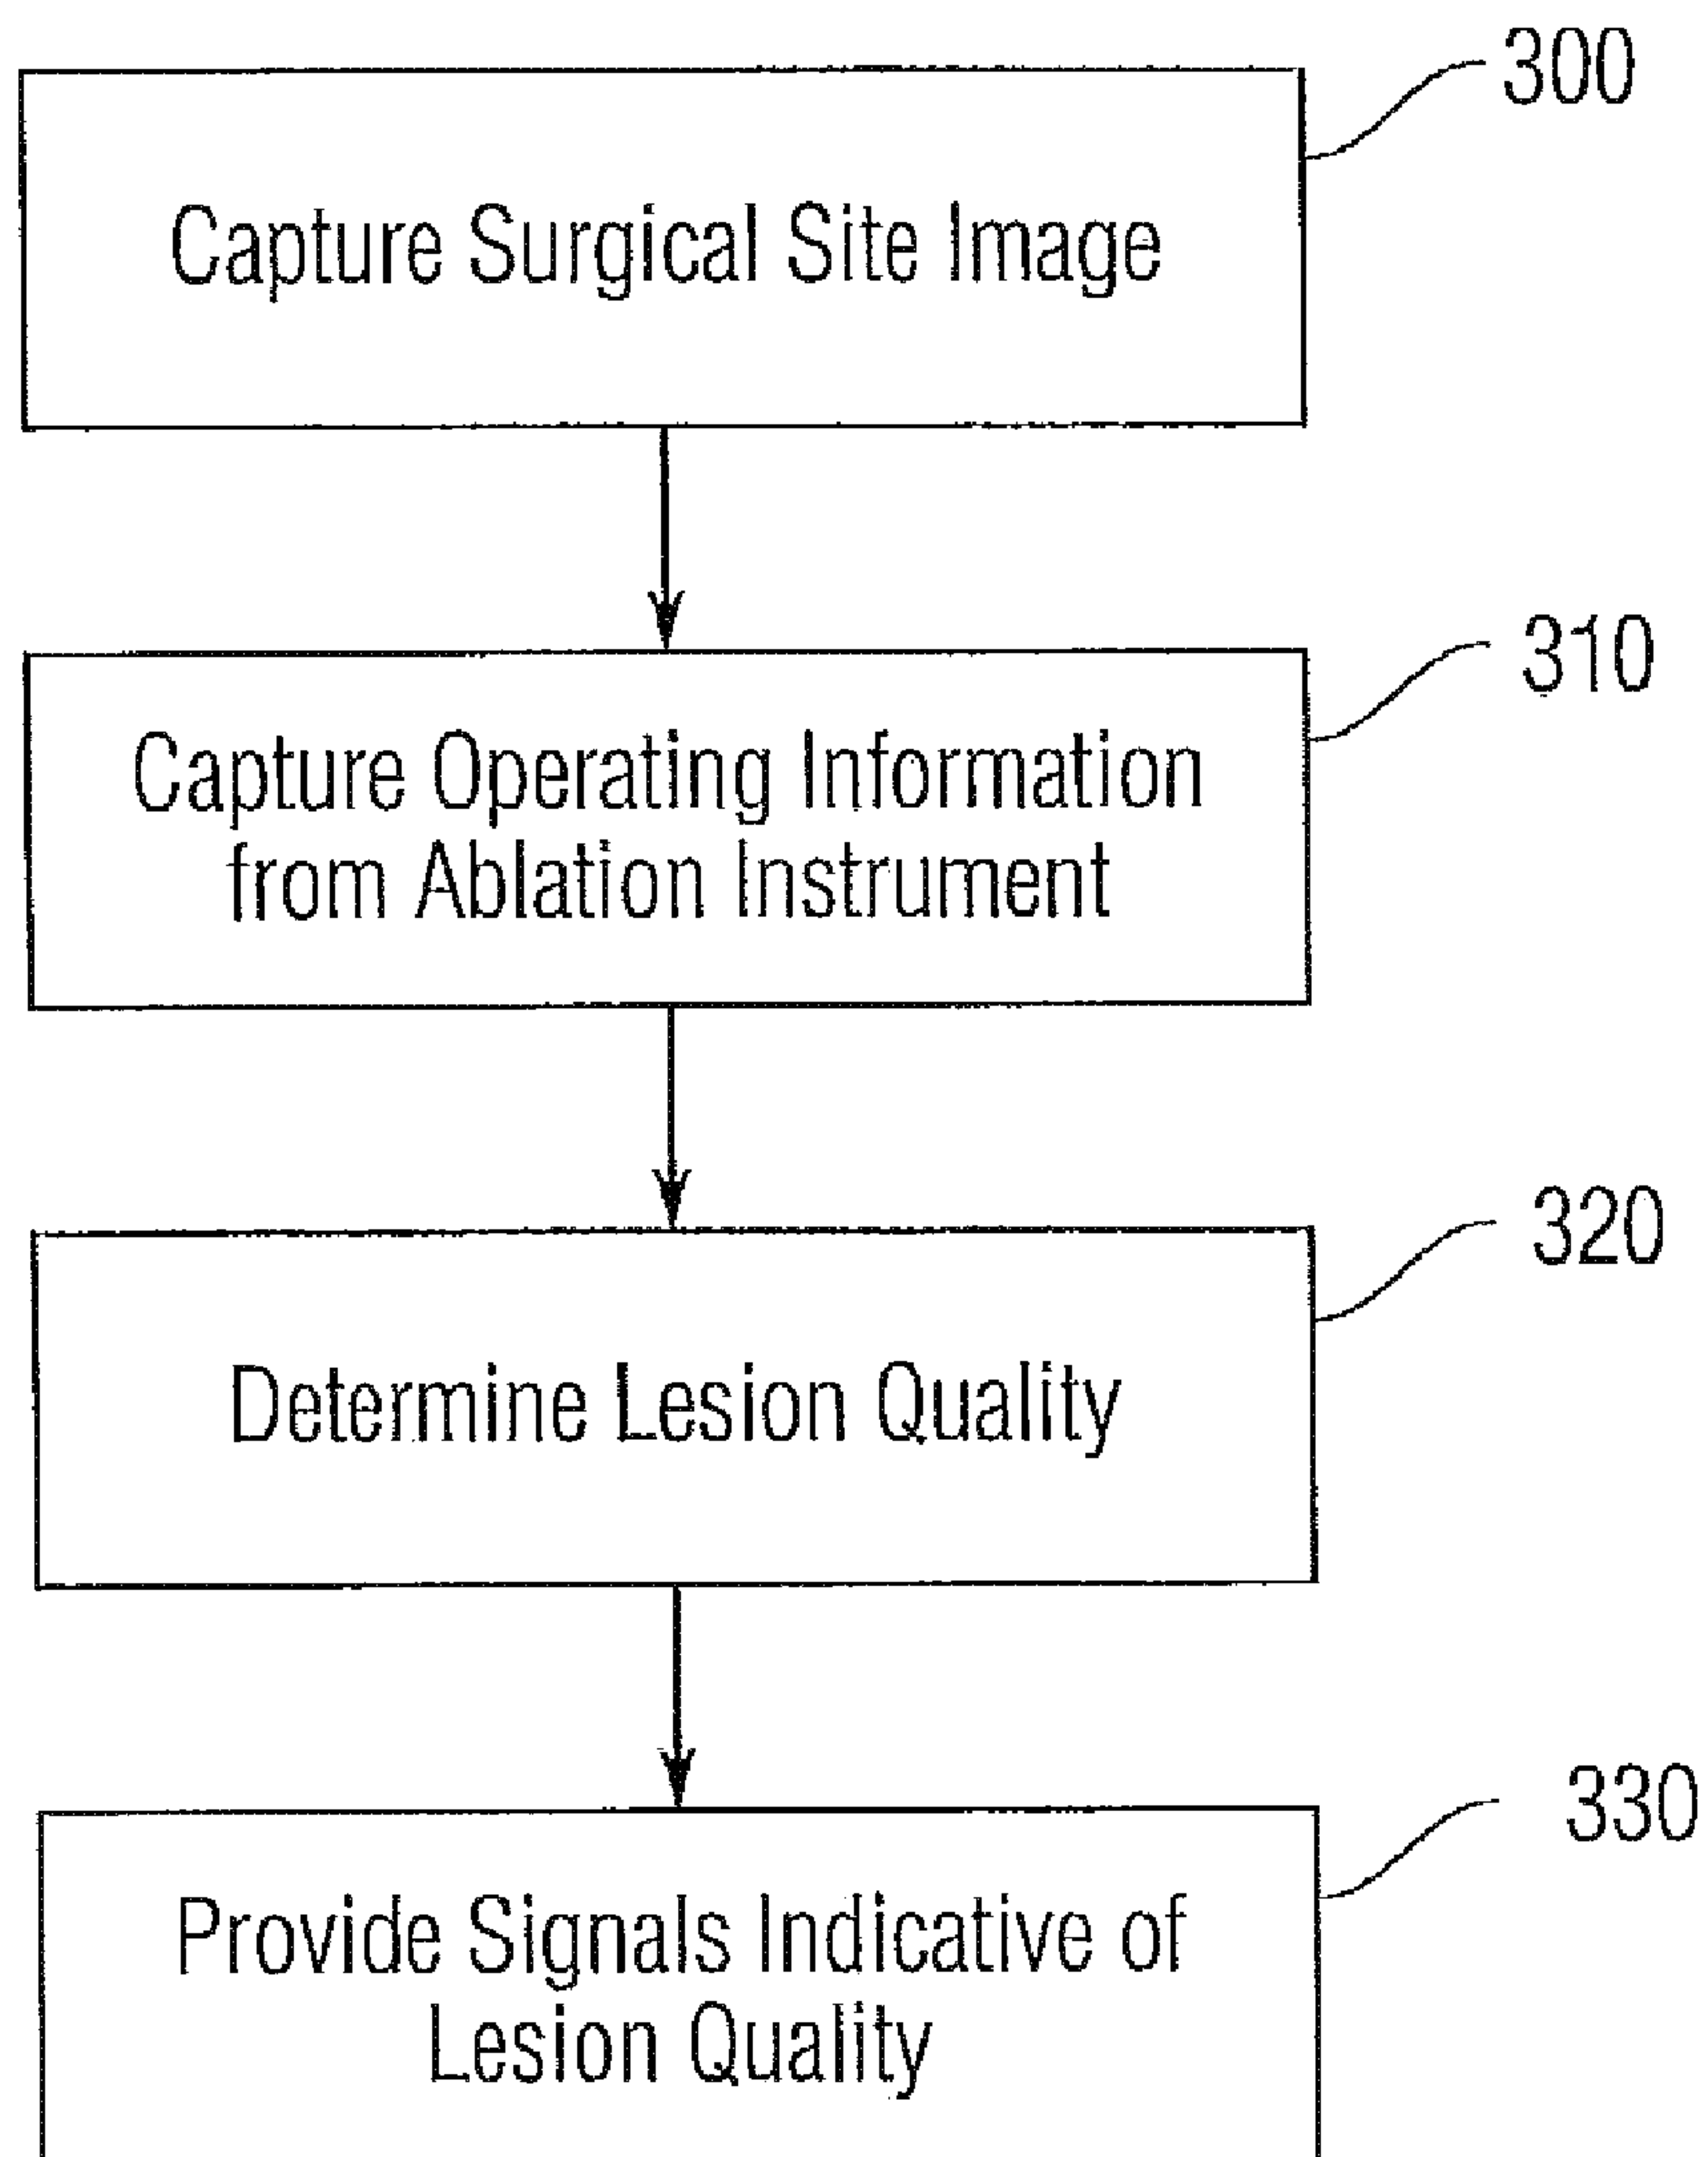 300
Capture Surgical Site Image
310
Capture Operating Information
from Ablation Instrument
320
Determine Lesion Quality
330
Provide Signals Indicative of
Lesion Quality